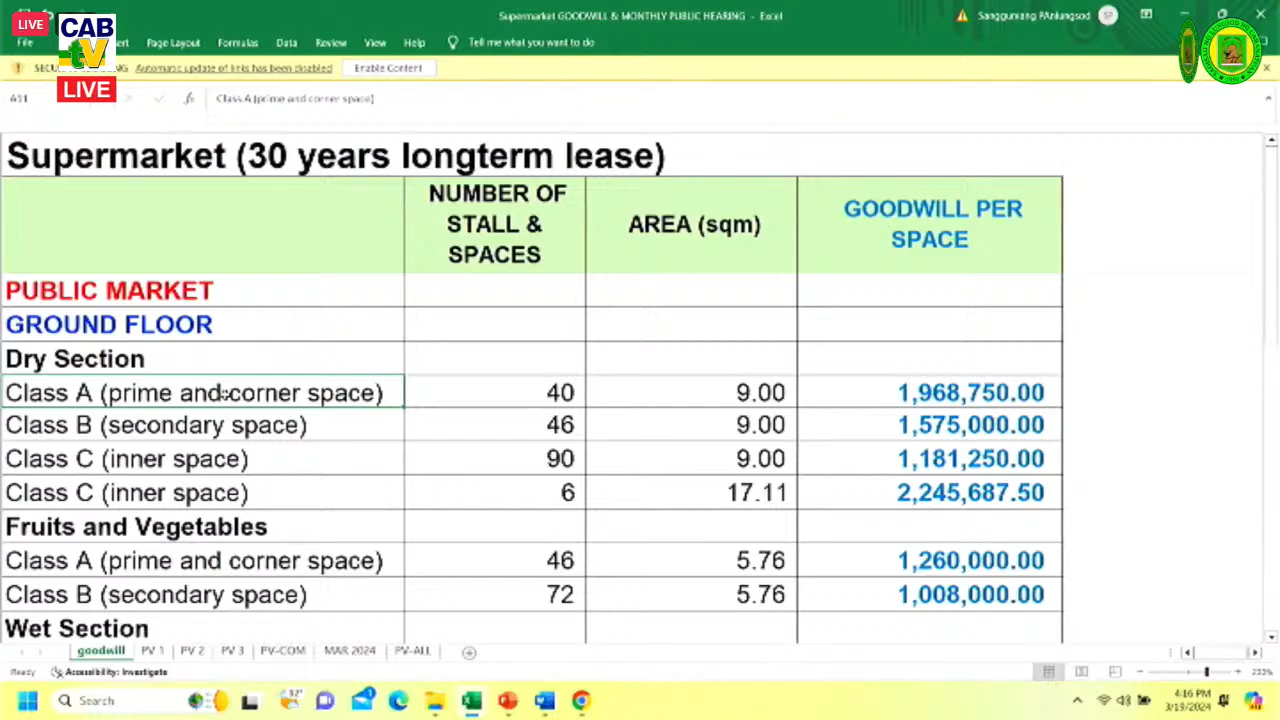 LIVE
CAB
tv
LIVE
Supermarket GOODWILL & MONTHLY PUBLIC HEARING - Excel
Sangguniang PAnlungsod
SP
File
Page Layout
Formulas
Data
Review
View
Help
Tell me what you want to do
Automatic update of links has been disabled
Enable Content
A11
fx
Class A (prime and corner space)
Supermarket (30 years longterm lease)
NUMBER OF STALL & SPACES
AREA (sqm)
GOODWILL PER SPACE
PUBLIC MARKET
GROUND FLOOR
Dry Section
Class A (prime and corner space) 40 9.00 1,968,750.00
Class B (secondary space) 46 9.00 1,575,000.00
Class C (inner space) 90 9.00 1,181,250.00
Class C (inner space) 6 17.11 2,245,687.50
Fruits and Vegetables
Class A (prime and corner space) 46 5.76 1,260,000.00
Class B (secondary space) 72 5.76 1,008,000.00
Wet Section
goodwill PV 1 PV 2 PV 3 PV-COM MAR 2024 PV-ALL
Ready
Accessibility: Investigate
233%
Search
4:16 PM
3/19/2024